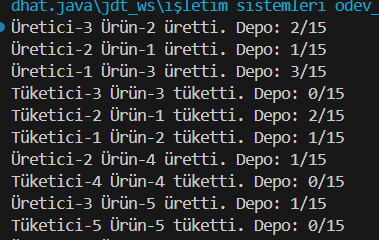 dhat.java\jdt_ws\işletim sistemleri odev_
Üretici-3 Ürün-2 üretti. Depo: 2/15
Üretici-2 Ürün-1 üretti. Depo: 1/15
Üretici-1 Ürün-3 üretti. Depo: 3/15
Tüketici-3 Ürün-3 tüketti. Depo: 0/15
Tüketici-2 Ürün-1 tüketti. Depo: 2/15
Tüketici-1 Ürün-2 tüketti. Depo: 1/15
Üretici-2 Ürün-4 üretti. Depo: 1/15
Tüketici-4 Ürün-4 tüketti. Depo: 0/15
Üretici-3 Ürün-5 üretti. Depo: 1/15
Tüketici-5 Ürün-5 tüketti. Depo: 0/15